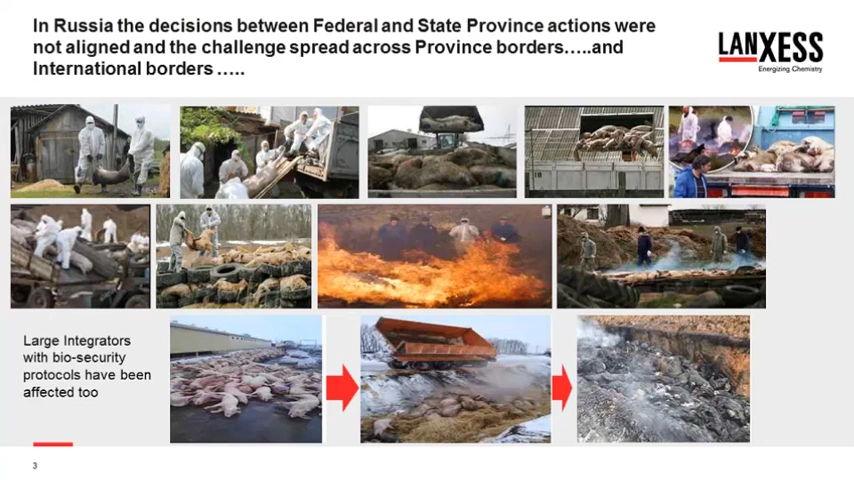 In Russia the decisions between Federal and State Province actions were
not aligned and the challenge spread across Province borders…..and
International borders …..
LANXESS
Energizing Chemistry
Large Integrators
with bio-security
protocols have been
affected too
3